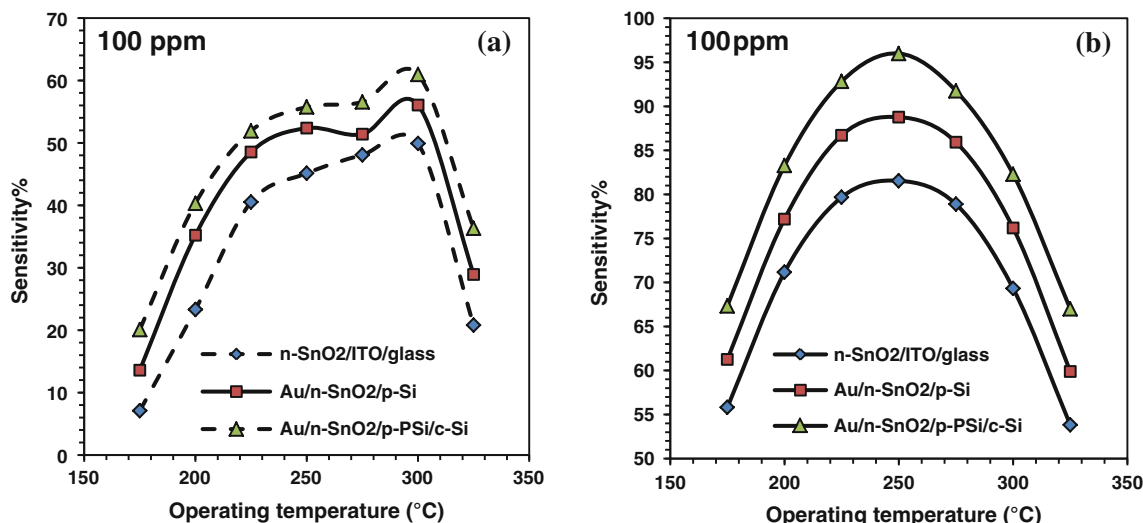 100 ppm
(a)
Sensitivity%
70
60
50
40
30
20
10
0
n-SnO2/ITO/glass
Au/n-SnO2/p-Si
Au/n-SnO2/p-PSi/c-Si
150
200
250
300
350
Operating temperature (°C)
100ppm
(b)
Sensitivity%
100
95
90
85
80
75
70
65
60
55
50
n-SnO2/ITO/glass
Au/n-SnO2/p-Si
Au/n-SnO2/p-PSi/c-Si
150
200
250
300
350
Operating temperature (°C)